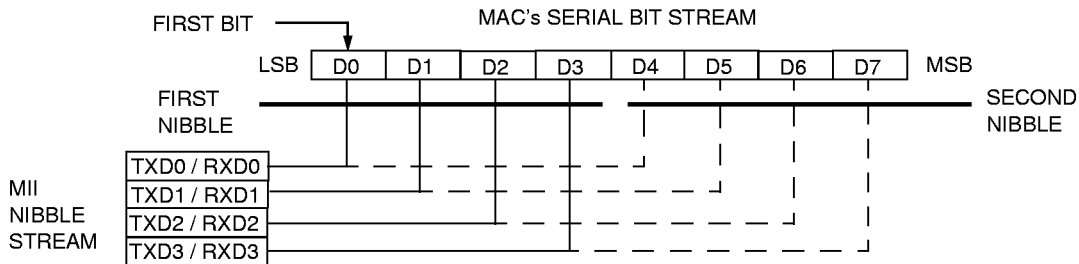 MAC's SERIAL BIT STREAM
FIRST BIT
LSB D0 D1 D2 D3 D4 D5 D6 D7 MSB
FIRST
NIBBLE
SECOND
NIBBLE
MII
NIBBLE
STREAM
TXD0 / RXD0
TXD1 / RXD1
TXD2 / RXD2
TXD3 / RXD3